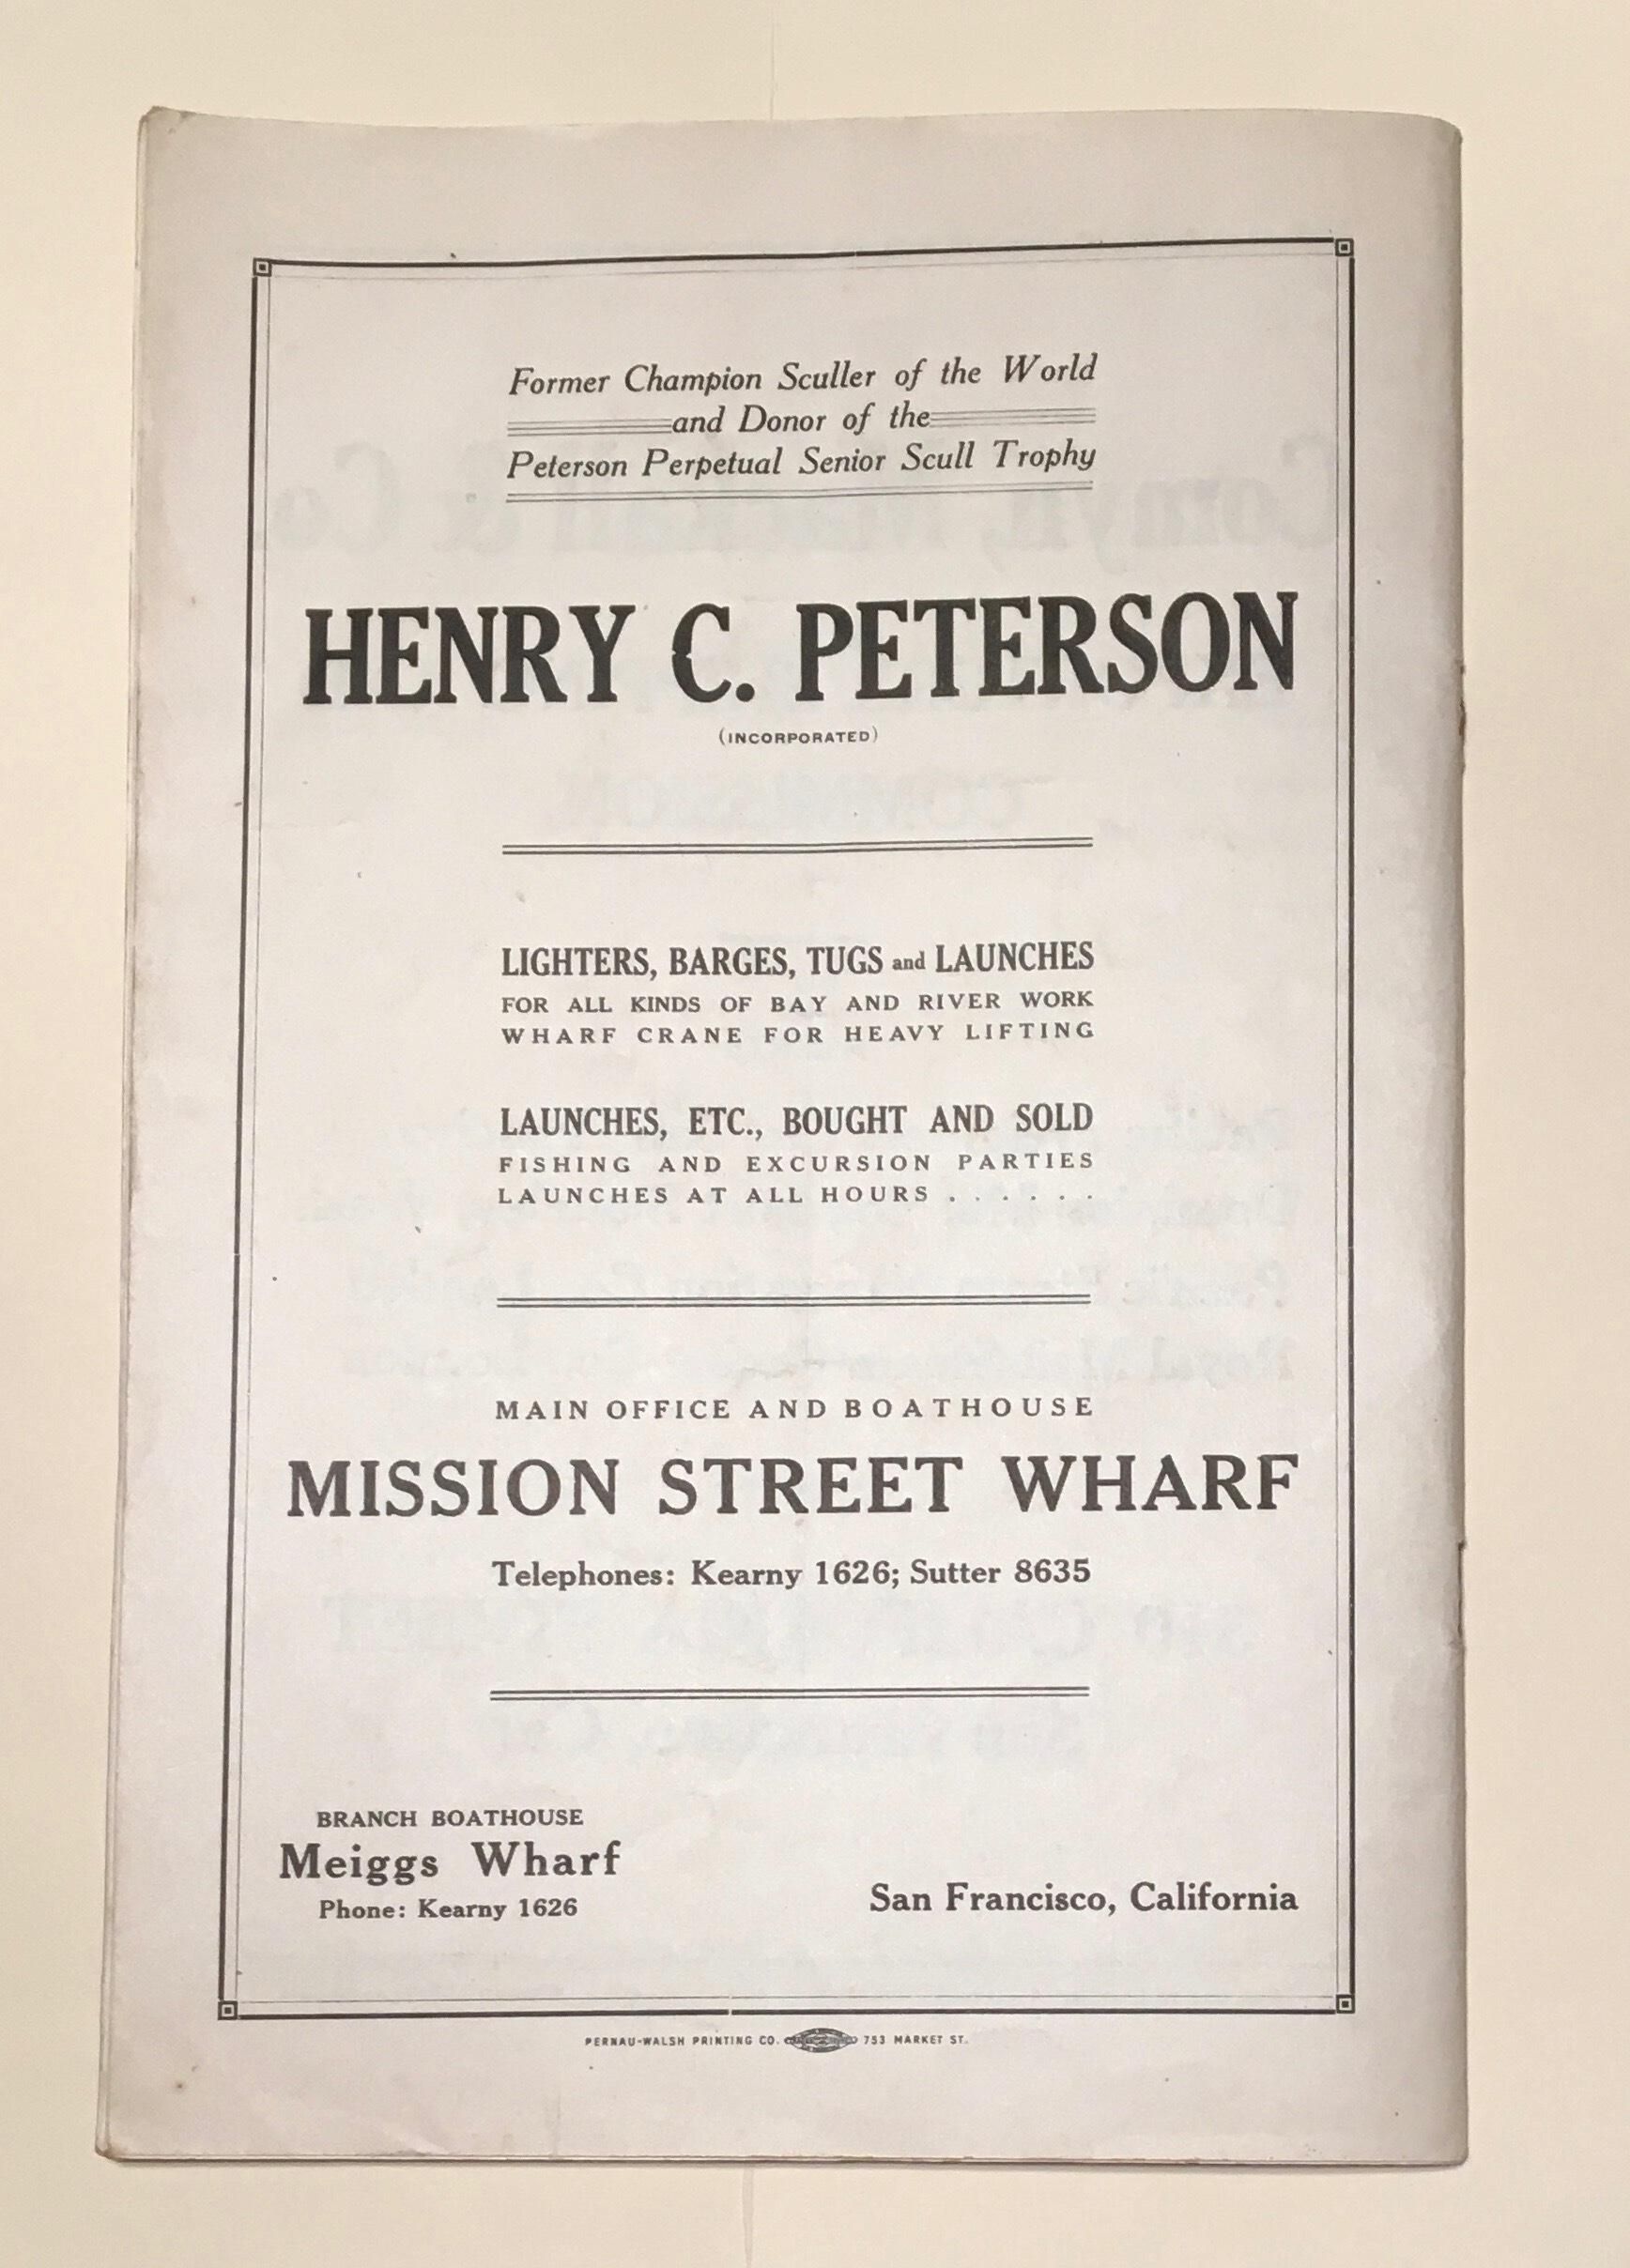 Former Champion Sculler of the World
and Donor of the
Peterson Perpetual Senior Scull Trophy
HENRY C. PETERSON
(INCORPORATED)
LIGHTERS, BARGES, TUGS and LAUNCHES
FOR ALL KINDS OF BAY AND RIVER WORK
WHARF CRANE FOR HEAVY LIFTING
LAUNCHES, ETC., BOUGHT AND SOLD
FISHING AND EXCURSION PARTIES
LAUNCHES AT ALL HOURS . . . . . .
MAIN OFFICE AND BOATHOUSE
MISSION STREET WHARF
Telephones: Kearny 1626; Sutter 8635
BRANCH BOATHOUSE
Meiggs Wharf
Phone: Kearny 1626
San Francisco, California
PERNAU-WALSH PRINTING CO. 753 MARKET ST.